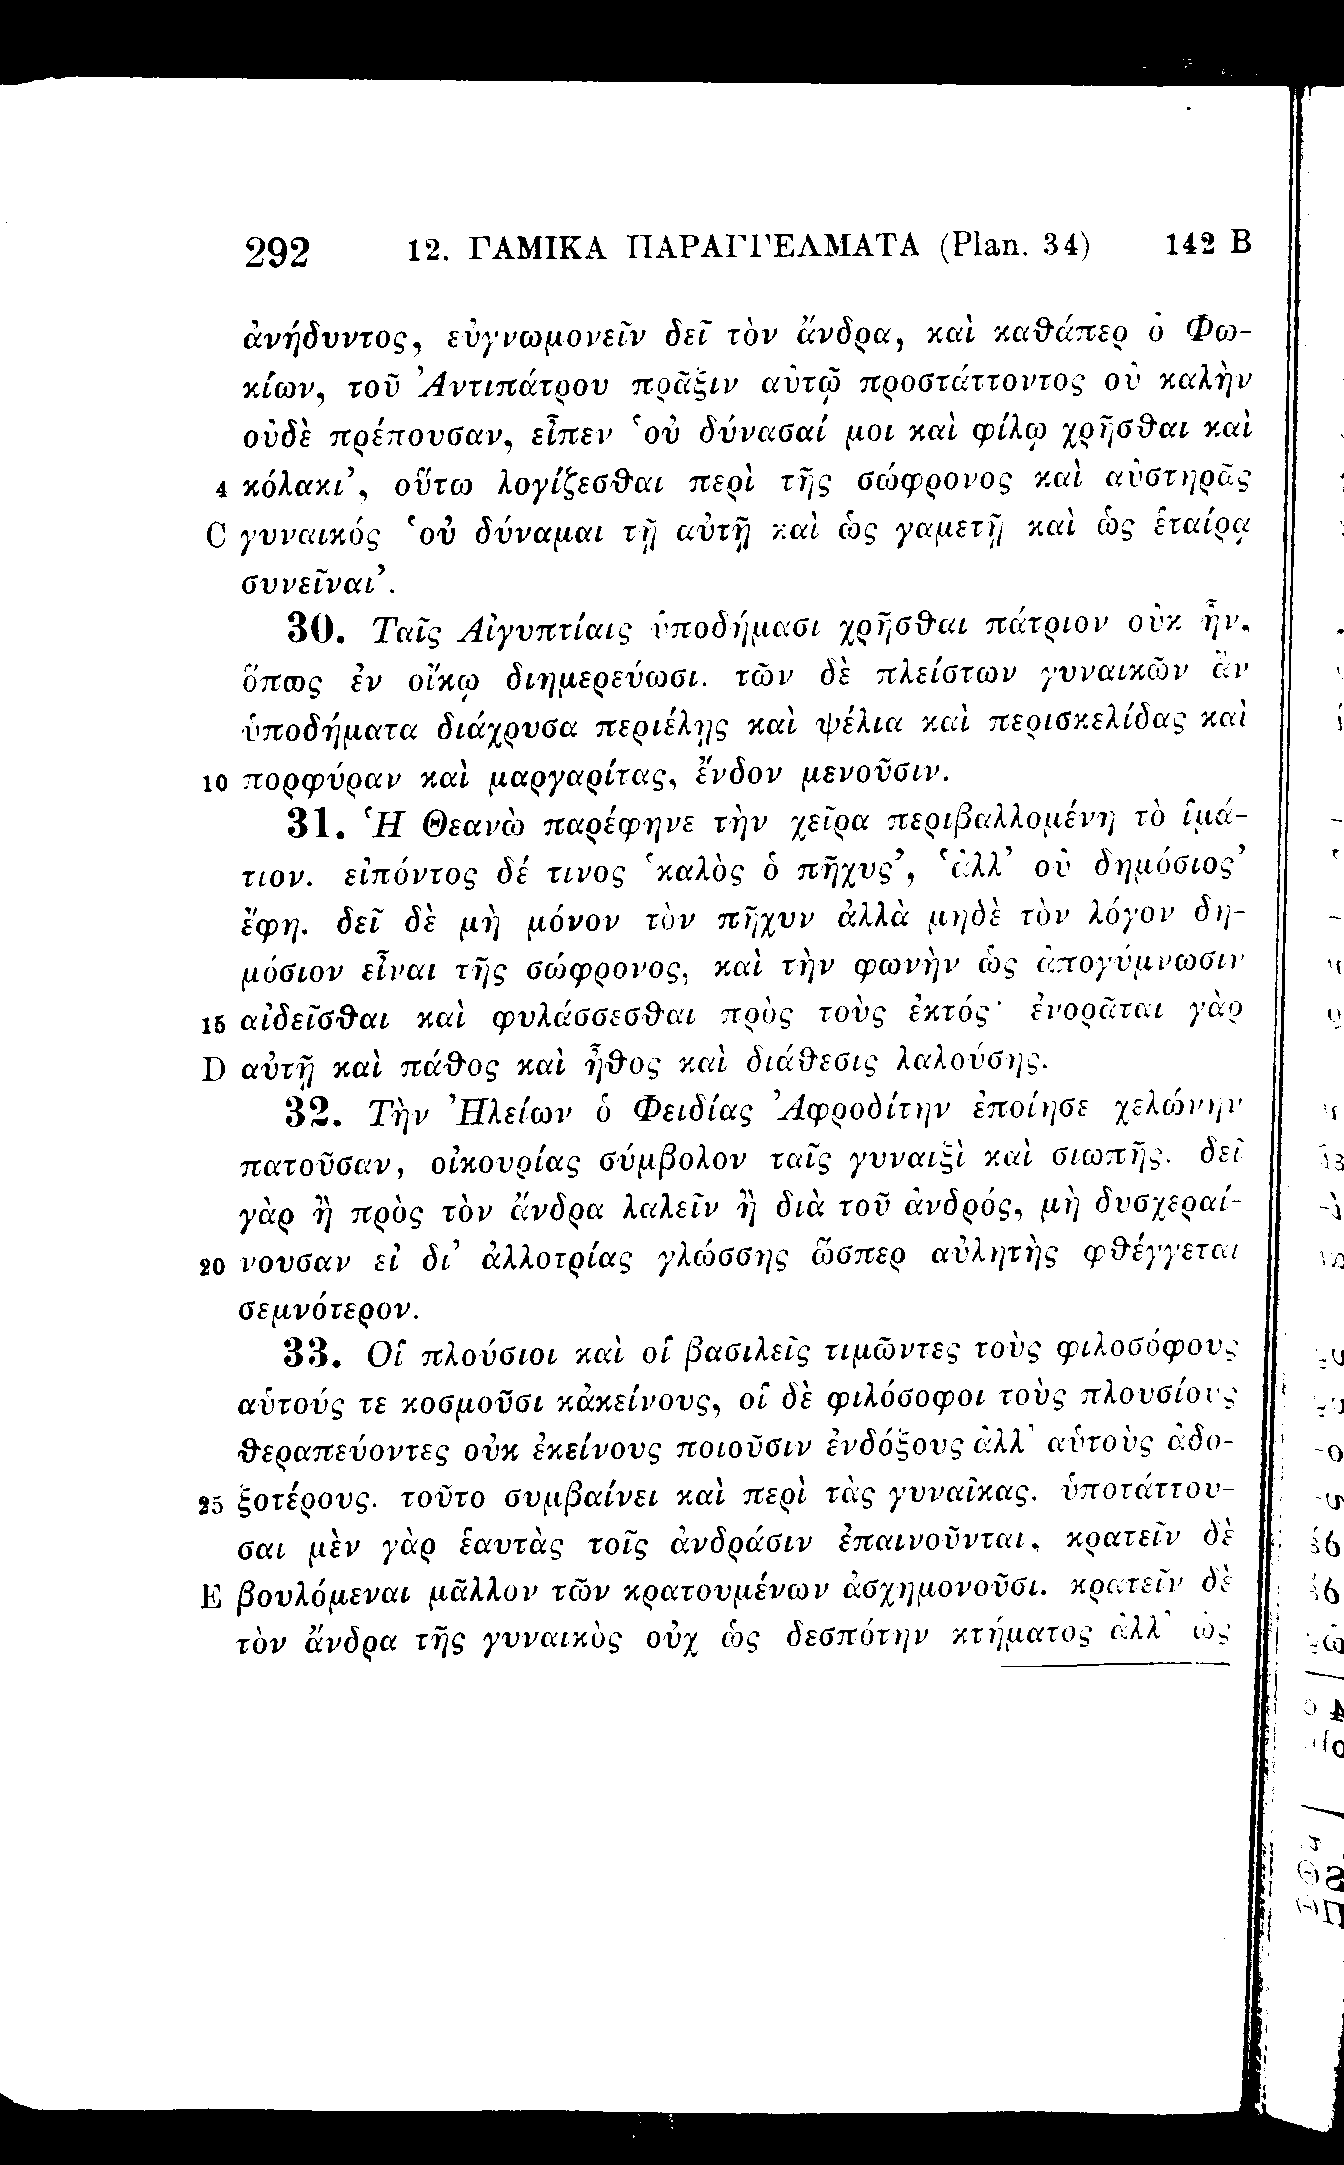 292 12. ΓΑΜΙΚΑ ΠΑΡΑΓΓΕΛΜΑΤΑ (Plan. 34) 142 B
ἀνήδυντος, εὐγνωμονεῖν δεῖ τὸν ἄνδρα, καὶ καθάπερ ὁ Φω-
κίων, τοῦ Ἀντιπάτρου πρᾶξιν αὐτῷ προστάττοντος οὐ καλὴν
οὐδὲ πρέπουσαν, εἶπεν ‘οὐ δύνασαί μοι καὶ φίλῳ χρῆσθαι καὶ
4 κόλακι’, οὕτω λογίζεσθαι περὶ τῆς σώφρονος καὶ αὐστηρᾶς
C γυναικός ‘οὐ δύναμαι τῇ αὐτῇ καὶ ὡς γαμετῇ καὶ ὡς ἑταίρᾳ
συνεῖναι’.
30. Ταῖς Αἰγυπτίαις ὑποδήμασι χρῆσθαι πάτριον οὐκ ἦν,
ὅπως ἐν οἴκῳ διημερεύωσι. τῶν δὲ πλείστων γυναικῶν ἂν
ὑποδήματα διάχρυσα περιέλῃς καὶ ψέλια καὶ περισκελίδας καὶ
10 πορφύραν καὶ μαργαρίτας, ἔνδον μενοῦσιν.
31. Ἡ Θεανὼ παρέφηνε τὴν χεῖρα περιβαλλομένη τὸ ἱμά-
τιον. εἰπόντος δέ τινος ‘καλὸς ὁ πῆχυς’, ‘ἀλλ’ οὐ δημόσιος’
ἔφη. δεῖ δὲ μὴ μόνον τὸν πῆχυν ἀλλὰ μηδὲ τὸν λόγον δη-
μόσιον εἶναι τῆς σώφρονος, καὶ τὴν φωνὴν ὡς ἀπογύμνωσιν
15 αἰδεῖσθαι καὶ φυλάσσεσθαι πρὸς τοὺς ἐκτός· ἐνορᾶται γὰρ
D αὐτῇ καὶ πάθος καὶ ἦθος καὶ διάθεσις λαλούσης.
32. Τὴν Ἠλείων ὁ Φειδίας Ἀφροδίτην ἐποίησε χελώνην
πατοῦσαν, οἰκουρίας σύμβολον ταῖς γυναιξὶ καὶ σιωπῆς. δεῖ
γὰρ ἢ πρὸς τὸν ἄνδρα λαλεῖν ἢ διὰ τοῦ ἀνδρός, μὴ δυσχεραί-
20 νουσαν εἰ δι’ ἀλλοτρίας γλώσσης ὥσπερ αὐλητὴς φθέγγεται
σεμνότερον.
33. Οἱ πλούσιοι καὶ οἱ βασιλεῖς τιμῶντες τοὺς φιλοσόφους
αὑτούς τε κοσμοῦσι κἀκείνους, οἱ δὲ φιλόσοφοι τοὺς πλουσίους
θεραπεύοντες οὐκ ἐκείνους ποιοῦσιν ἐνδόξους ἀλλ’ αὑτοὺς ἀδο-
25 ξοτέρους. τοῦτο συμβαίνει καὶ περὶ τὰς γυναῖκας. ὑποτάττου-
σαι μὲν γὰρ ἑαυτὰς τοῖς ἀνδράσιν ἐπαινοῦνται, κρατεῖν δὲ
E βουλόμεναι μᾶλλον τῶν κρατουμένων ἀσχημονοῦσι. κρατεῖν δὲ
τὸν ἄνδρα τῆς γυναικὸς οὐχ ὡς δεσπότην κτήματος ἀλλ’ ὡς